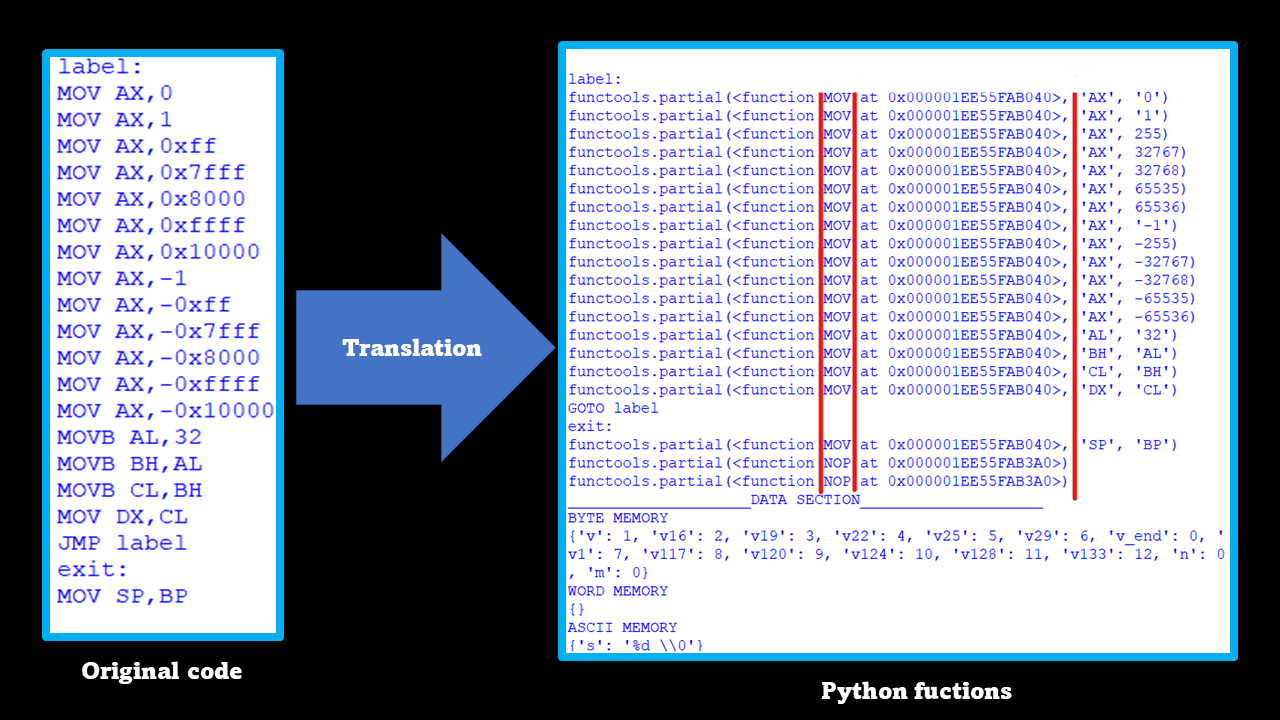 label:
MOV AX,0
MOV AX,1
MOV AX,0xff
MOV AX,0x7fff
MOV AX,0x8000
MOV AX,0xffff
MOV AX,0x10000
MOV AX,-1
MOV AX,-0xff
MOV AX,-0x7fff
MOV AX,-0x8000
MOV AX,-0xffff
MOV AX,-0x10000
MOVB AL,32
MOVB BH,AL
MOVB CL,BH
MOV DX,CL
JMP label
exit:
MOV SP,BP
Original code
Translation
label:
functools.partial(<function MOV at 0x000001EE55FAB040>, 'AX', '0')
functools.partial(<function MOV at 0x000001EE55FAB040>, 'AX', '1')
functools.partial(<function MOV at 0x000001EE55FAB040>, 'AX', 255)
functools.partial(<function MOV at 0x000001EE55FAB040>, 'AX', 32767)
functools.partial(<function MOV at 0x000001EE55FAB040>, 'AX', 32768)
functools.partial(<function MOV at 0x000001EE55FAB040>, 'AX', 65535)
functools.partial(<function MOV at 0x000001EE55FAB040>, 'AX', 65536)
functools.partial(<function MOV at 0x000001EE55FAB040>, 'AX', '-1')
functools.partial(<function MOV at 0x000001EE55FAB040>, 'AX', -255)
functools.partial(<function MOV at 0x000001EE55FAB040>, 'AX', -32767)
functools.partial(<function MOV at 0x000001EE55FAB040>, 'AX', -32768)
functools.partial(<function MOV at 0x000001EE55FAB040>, 'AX', -65535)
functools.partial(<function MOV at 0x000001EE55FAB040>, 'AX', -65536)
functools.partial(<function MOV at 0x000001EE55FAB040>, 'AL', '32')
functools.partial(<function MOV at 0x000001EE55FAB040>, 'BH', 'AL')
functools.partial(<function MOV at 0x000001EE55FAB040>, 'CL', 'BH')
functools.partial(<function MOV at 0x000001EE55FAB040>, 'DX', 'CL')
GOTO label
exit:
functools.partial(<function MOV at 0x000001EE55FAB040>, 'SP', 'BP')
functools.partial(<function NOP at 0x000001EE55FAB3A0>)
functools.partial(<function NOP at 0x000001EE55FAB3A0>)
____________________DATA SECTION____________________
BYTE MEMORY
{'v': 1, 'v16': 2, 'v19': 3, 'v22': 4, 'v25': 5, 'v29': 6, 'v_end': 0, '
v1': 7, 'v117': 8, 'v120': 9, 'v124': 10, 'v128': 11, 'v133': 12, 'n': 0
, 'm': 0}
WORD MEMORY
{}
ASCII MEMORY
{'s': '%d \\0'}
Python fuctions